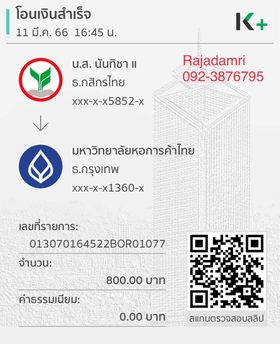 โอนเงินสำเร็จ
11 มี.ค. 66 16:45 น.
K+
น.ส. นันทิชา แ
ธ.กสิกรไทย
xxx-x-x5852-x
Rajadamri
092-3876795
มหาวิทยาลัยหอการค้าไทย
ธ.กรุงเทพ
xxx-x-x1360-x
เลขที่รายการ:
013070164522BOR01077
จำนวน:
800.00 บาท
ค่าธรรมเนียม:
0.00 บาท
สแกนตรวจสอบสลิป